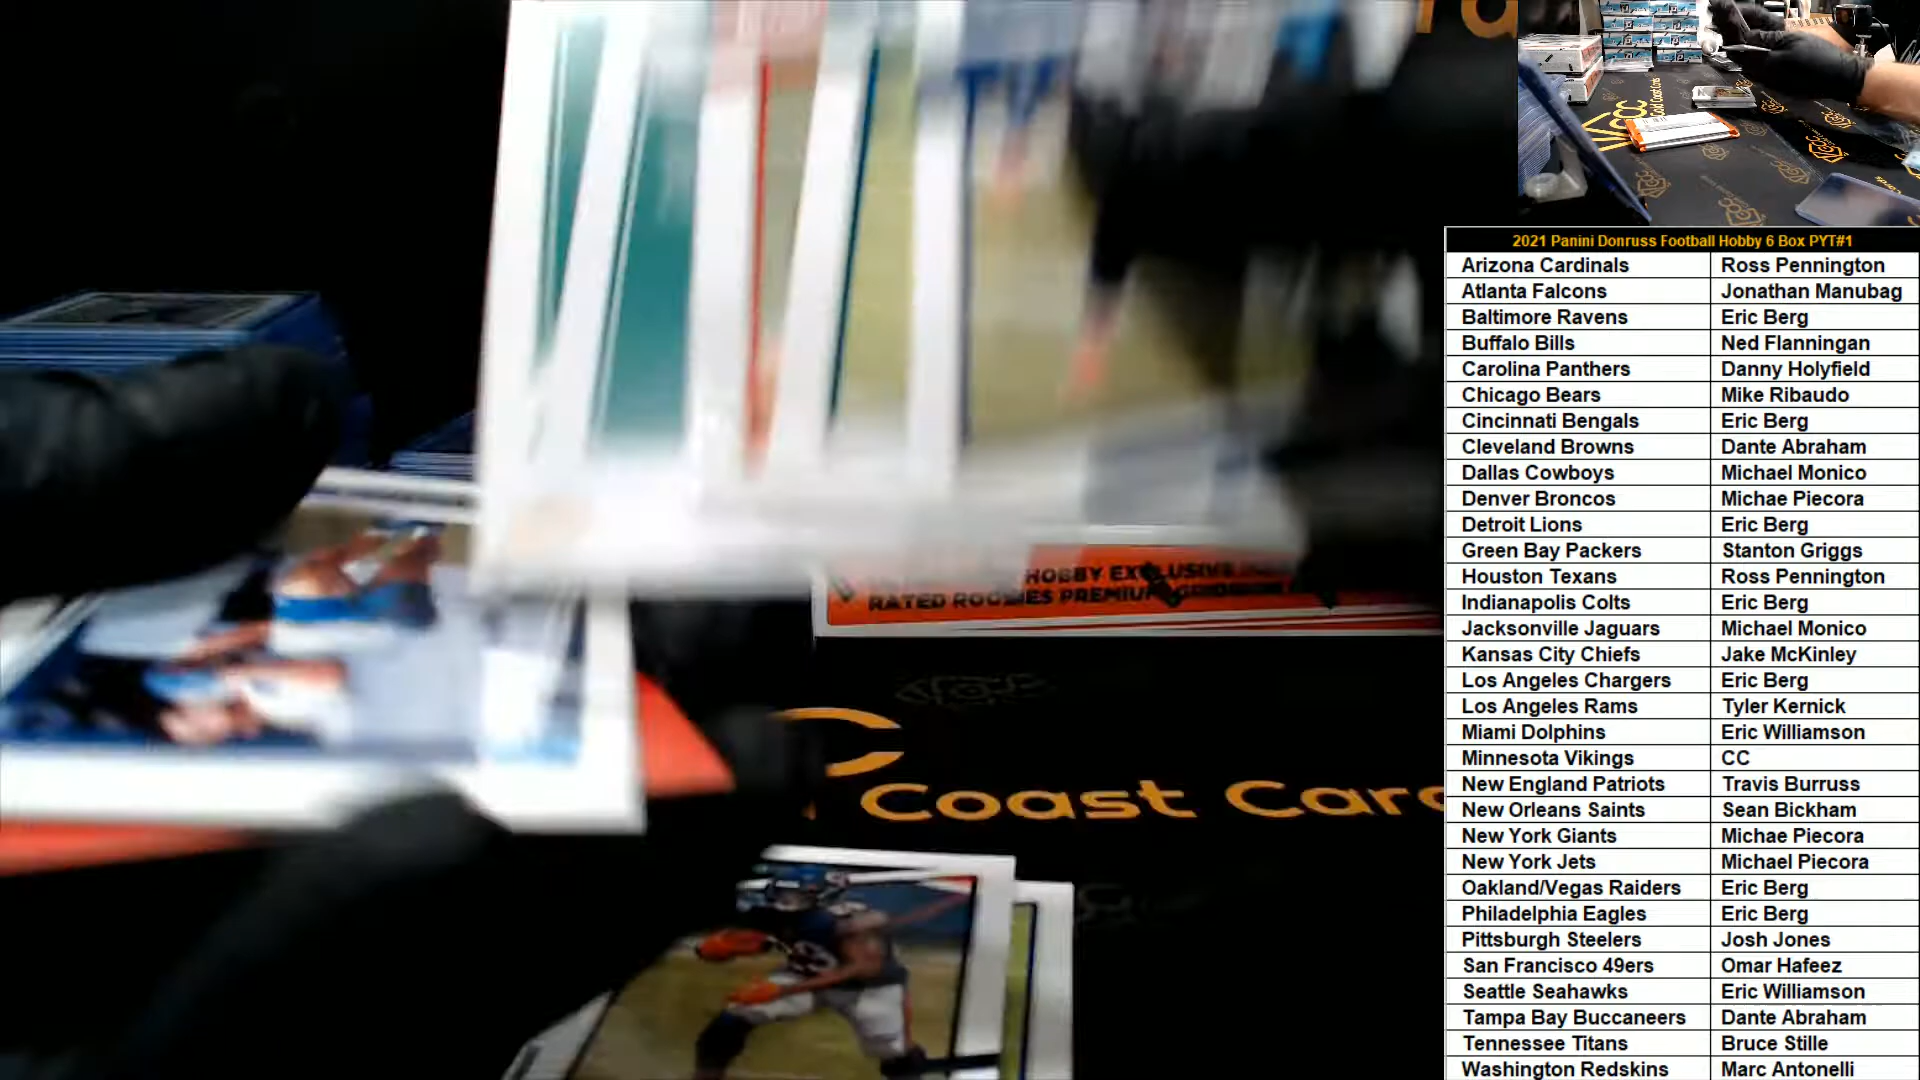 2021 Panini Donruss Football Hobby 6 Box PYT#1
Arizona Cardinals Ross Pennington
Atlanta Falcons Jonathan Manubag
Baltimore Ravens Eric Berg
Buffalo Bills Ned Flanningan
Carolina Panthers Danny Holyfield
Chicago Bears Mike Ribaudo
Cincinnati Bengals Eric Berg
Cleveland Browns Dante Abraham
Dallas Cowboys Michael Monico
Denver Broncos Michae Piecora
Detroit Lions Eric Berg
Green Bay Packers Stanton Griggs
Houston Texans Ross Pennington
Indianapolis Colts Eric Berg
Jacksonville Jaguars Michael Monico
Kansas City Chiefs Jake McKinley
Los Angeles Chargers Eric Berg
Los Angeles Rams Tyler Kernick
Miami Dolphins Eric Williamson
Minnesota Vikings CC
New England Patriots Travis Burruss
New Orleans Saints Sean Bickham
New York Giants Michae Piecora
New York Jets Michael Piecora
Oakland/Vegas Raiders Eric Berg
Philadelphia Eagles Eric Berg
Pittsburgh Steelers Josh Jones
San Francisco 49ers Omar Hafeez
Seattle Seahawks Eric Williamson
Tampa Bay Buccaneers Dante Abraham
Tennessee Titans Bruce Stille
Washington Redskins Marc Antonelli
HOBBY EXCLUSIVE
RATED ROOKIES PREMIUM
Coast Car